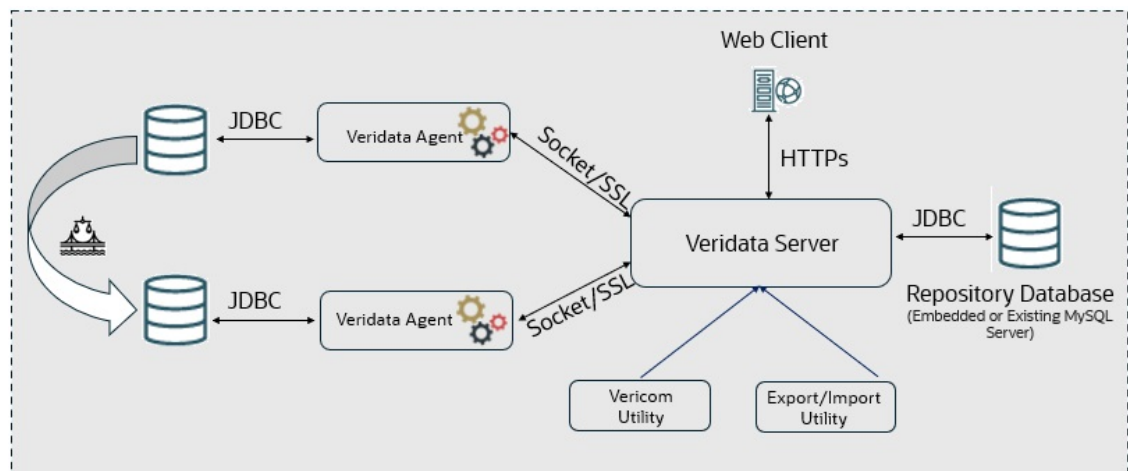 Web Client
JDBC
Veridata Agent
Socket/SSL
HTTPs
Veridata Server
JDBC
JDBC
Veridata Agent
Socket/SSL
Repository Database
(Embedded or Existing MySQL
Server)
Vericom
Utility
Export/Import
Utility